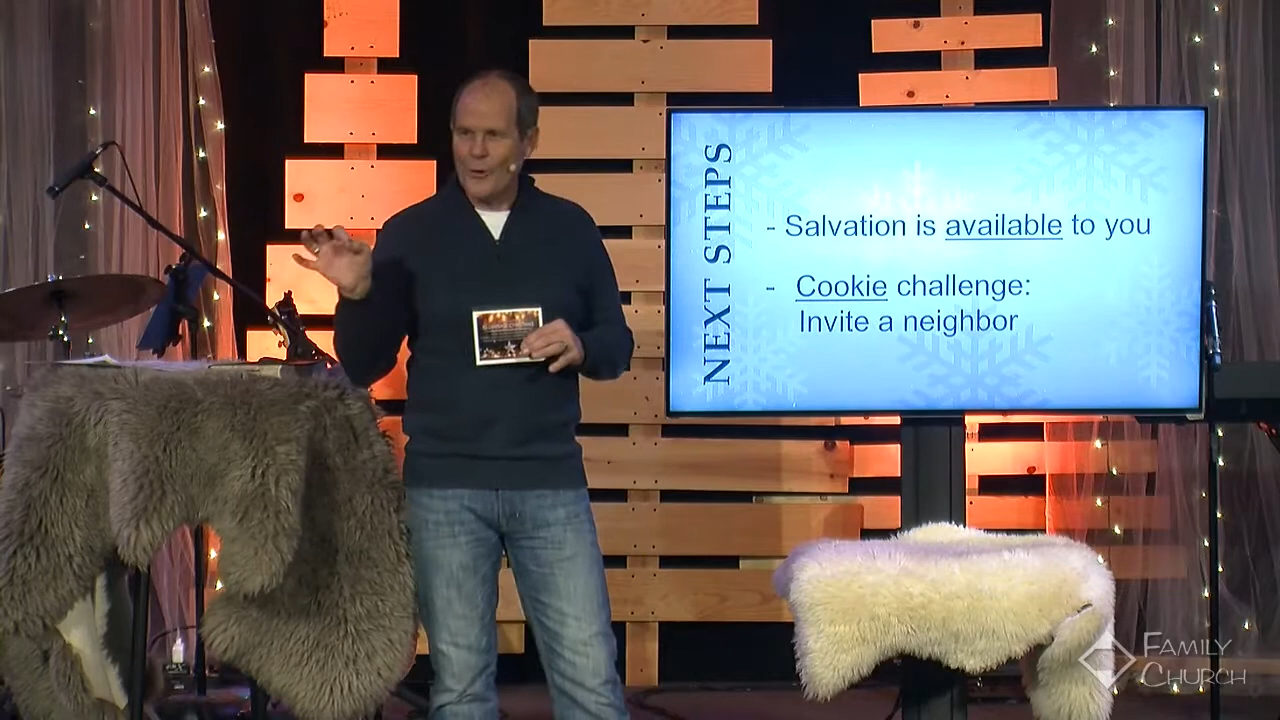 NEXT STEPS
- Salvation is available to you
- Cookie challenge:
Invite a neighbor
FAMILY
CHURCH